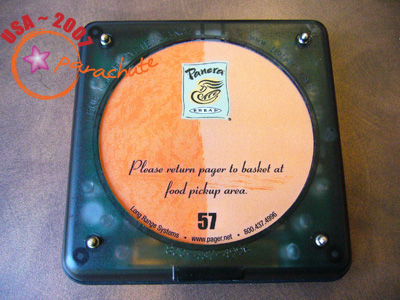 USA ~ 2007
parachute
Panera
BREAD
®
Please return pager to basket at
food pickup area.
57
Long Range Systems • www.pager.net • 800.437.4996